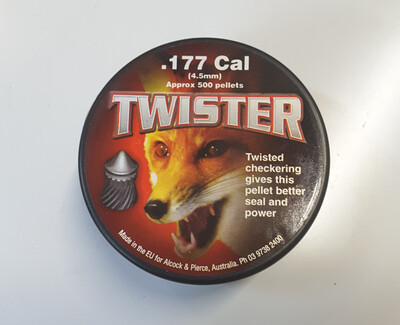 .177 Cal
(4.5mm)
Approx 500 pellets
TWISTER
Twisted
checkering
gives this
pellet better
seal and
power
Made in the EU for Alcock & Pierce, Australia. Ph 03 9738 2400